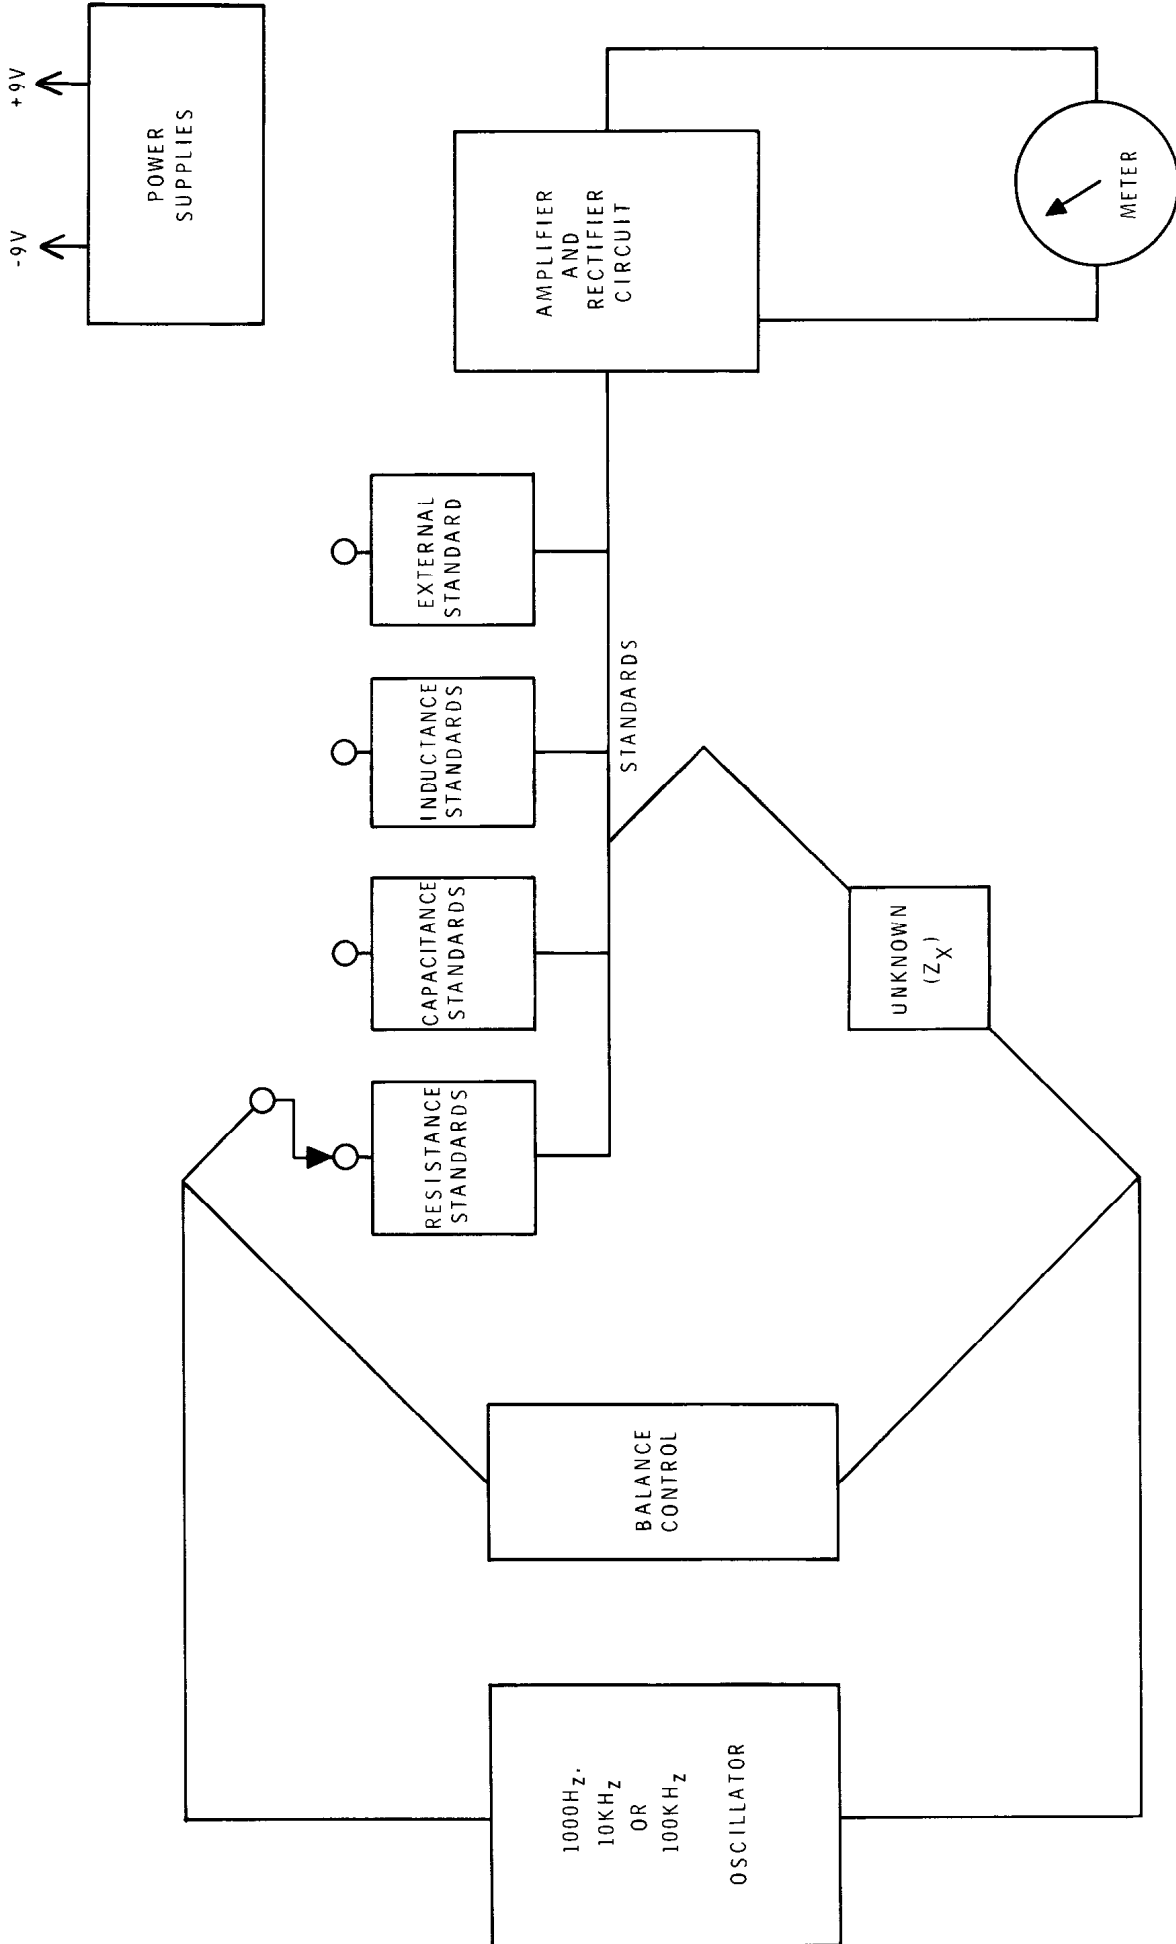 1000Hz.
10KHz
OR
100KHz
OSCILLATOR
BALANCE
CONTROL
RESISTANCE
STANDARDS
CAPACITANCE
STANDARDS
INDUCTANCE
STANDARDS
EXTERNAL
STANDARD
STANDARDS
UNKNOWN
(ZX)
AMPLIFIER
AND
RECTIFIER
CIRCUIT
METER
POWER
SUPPLIES
-9V
+9V